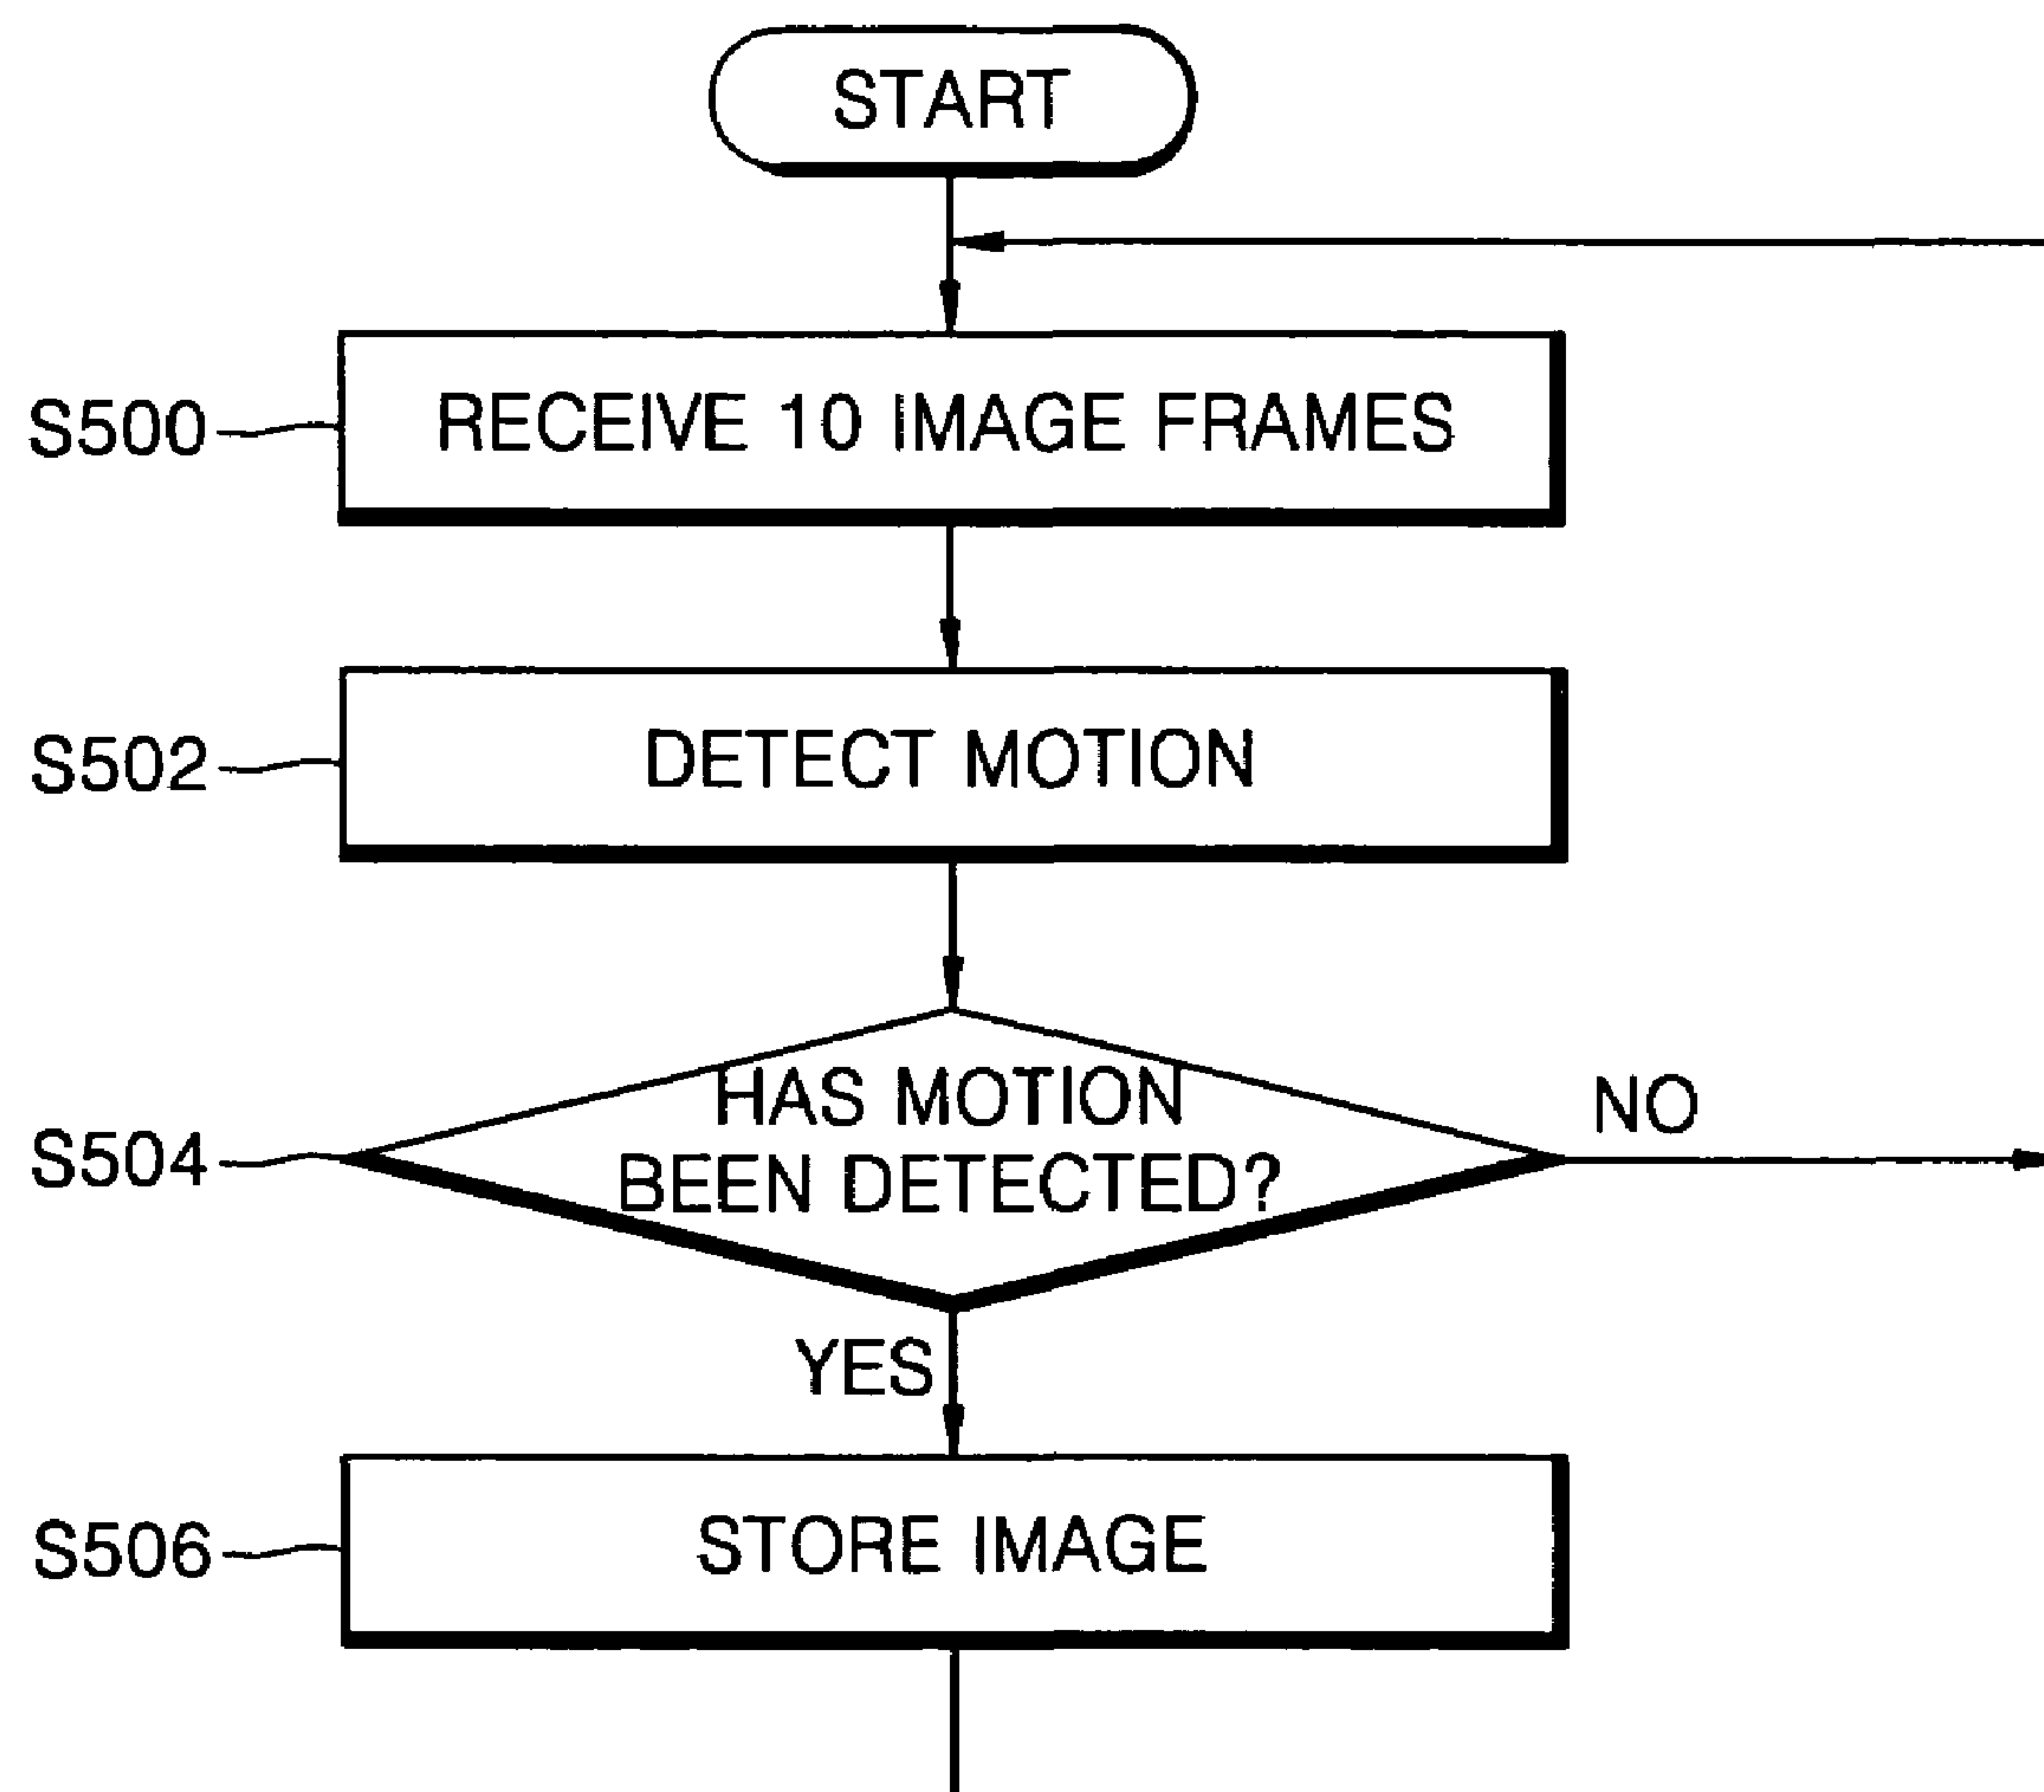 START
S500
RECEIVE 10 IMAGE FRAMES
S502
DETECT MOTION
S504
HAS MOTION
BEEN DETECTED?
NO
YES
S506
STORE IMAGE